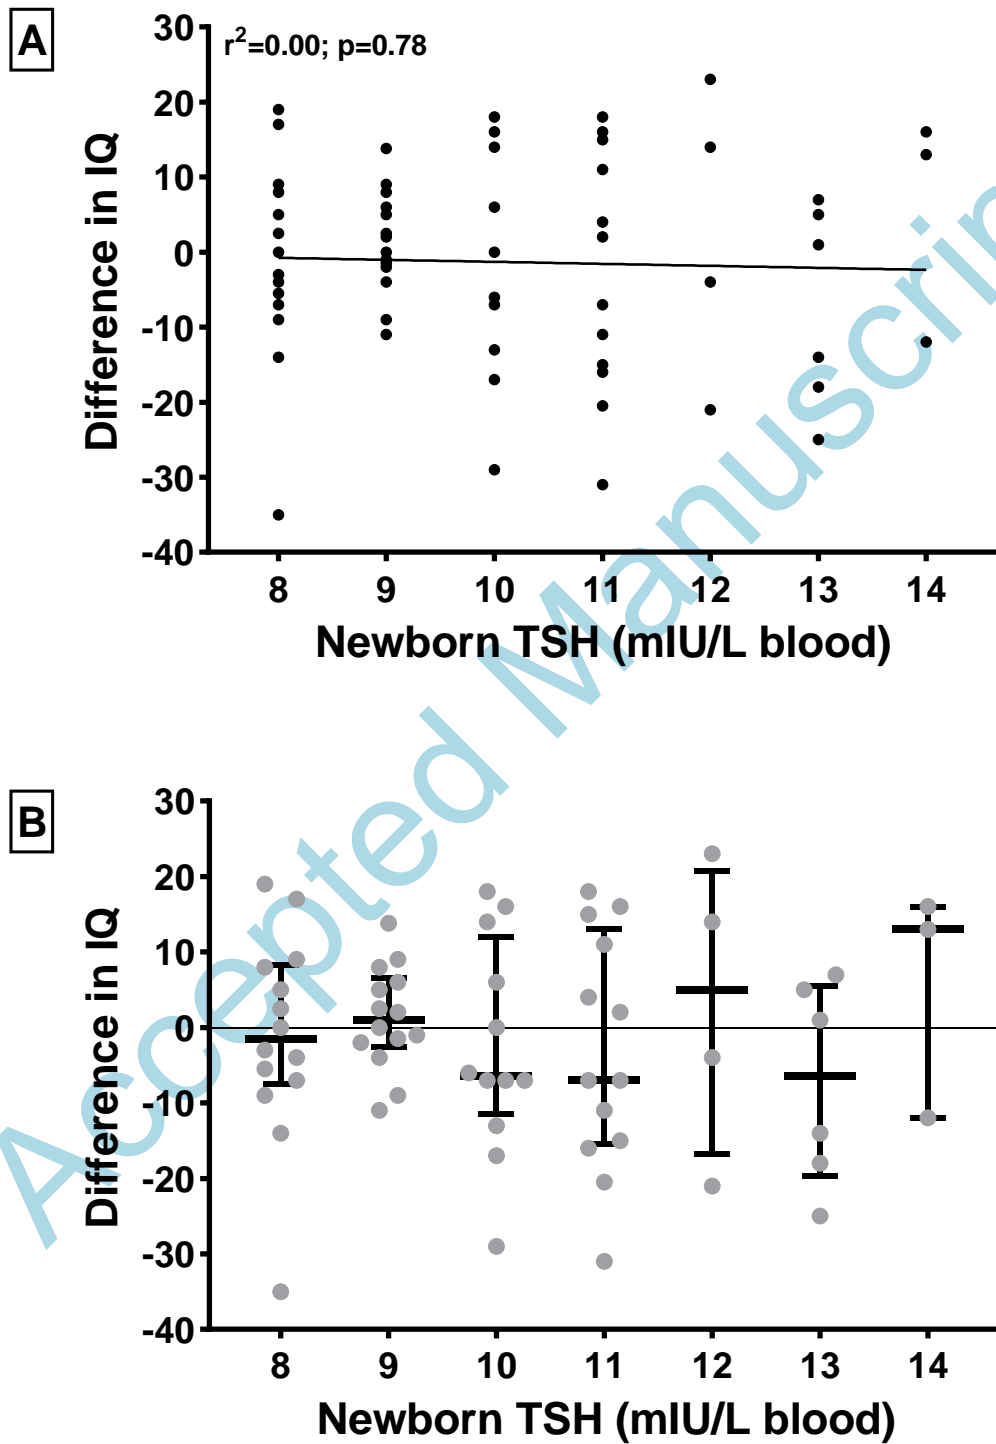 A
r²=0.00; p=0.78
30
20
10
0
-10
-20
-30
-40
Difference in IQ
8 9 10 11 12 13 14
Newborn TSH (mIU/L blood)
B
30
20
10
0
-10
-20
-30
-40
Difference in IQ
8 9 10 11 12 13 14
Newborn TSH (mIU/L blood)
Accepted Manuscrip